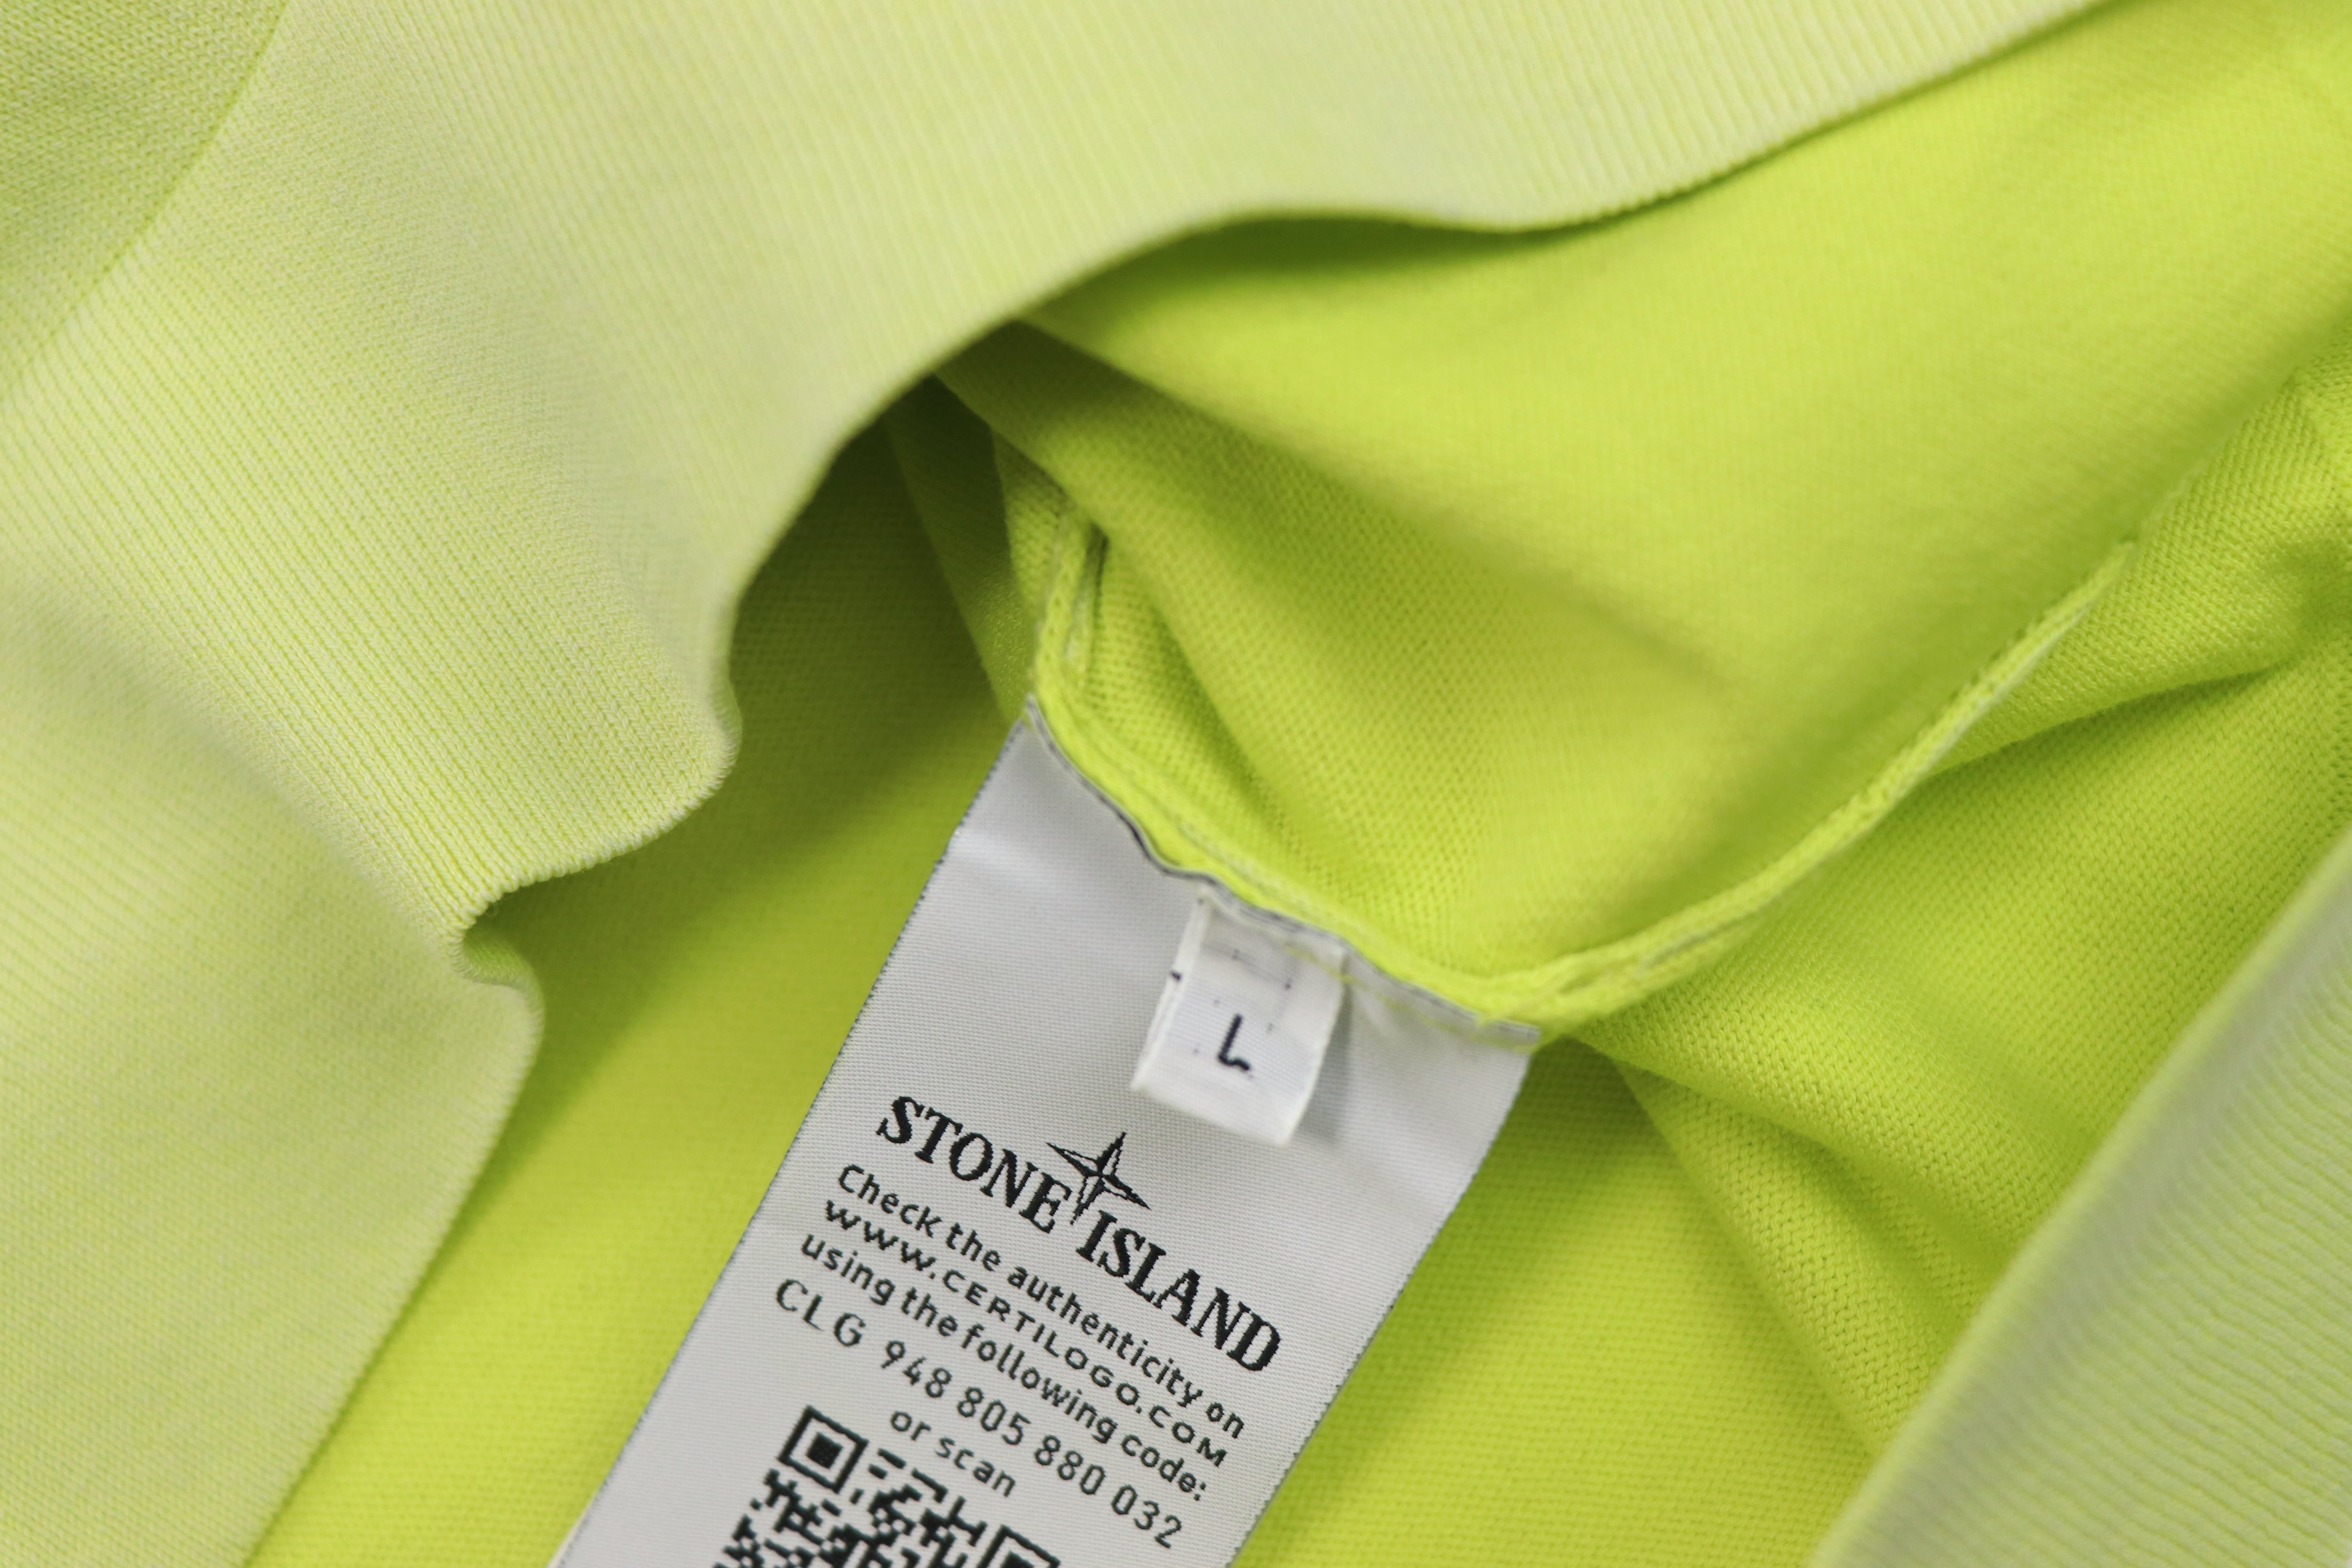 L
STONE ISLAND
Check the authenticity on
WWW.CERTILOGO.COM
using the following code:
CLG 948 805 880 032
or scan